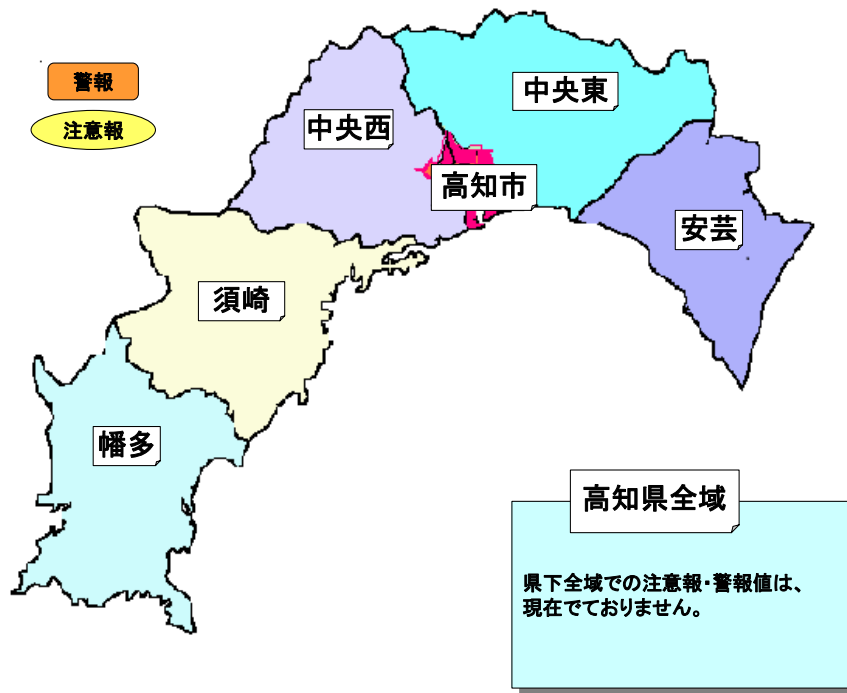 警報
注意報
中央東
中央西
高知市
安芸
須崎
幡多
高知県全域
県下全域での注意報・警報値は、
現在でておりません。